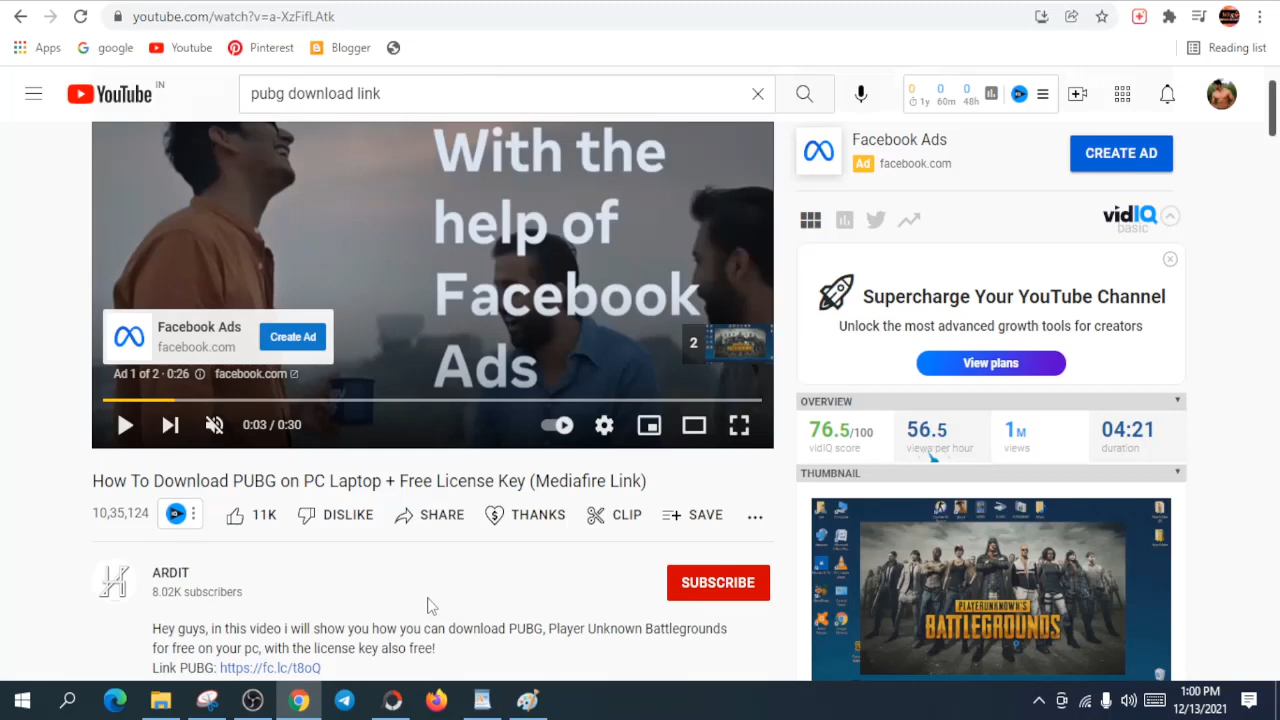 youtube.com/watch?v=a-XzFifLAtk
Apps google Youtube Pinterest Blogger Reading list
YouTube IN
pubg download link
0 0 0
1y 60m 48h
With the
help of
Facebook
Ads
Facebook Ads
facebook.com
Create Ad
2
Ad 1 of 2 · 0:26 facebook.com
0:03 / 0:30
How To Download PUBG on PC Laptop + Free License Key (Mediafire Link)
10,35,124 11K DISLIKE SHARE THANKS CLIP SAVE
ARDIT
8.02K subscribers
SUBSCRIBE
Hey guys, in this video i will show you how you can download PUBG, Player Unknown Battlegrounds
for free on your pc, with the license key also free!
Link PUBG: https://fc.lc/t8oQ
Facebook Ads
Ad facebook.com
CREATE AD
vidIQ
basic
Supercharge Your YouTube Channel
Unlock the most advanced growth tools for creators
View plans
OVERVIEW
76.5/100 56.5 1M 04:21
vidIQ score views per hour views duration
THUMBNAIL
PLAYERUNKNOWN'S
BATTLEGROUNDS
1:00 PM
12/13/2021